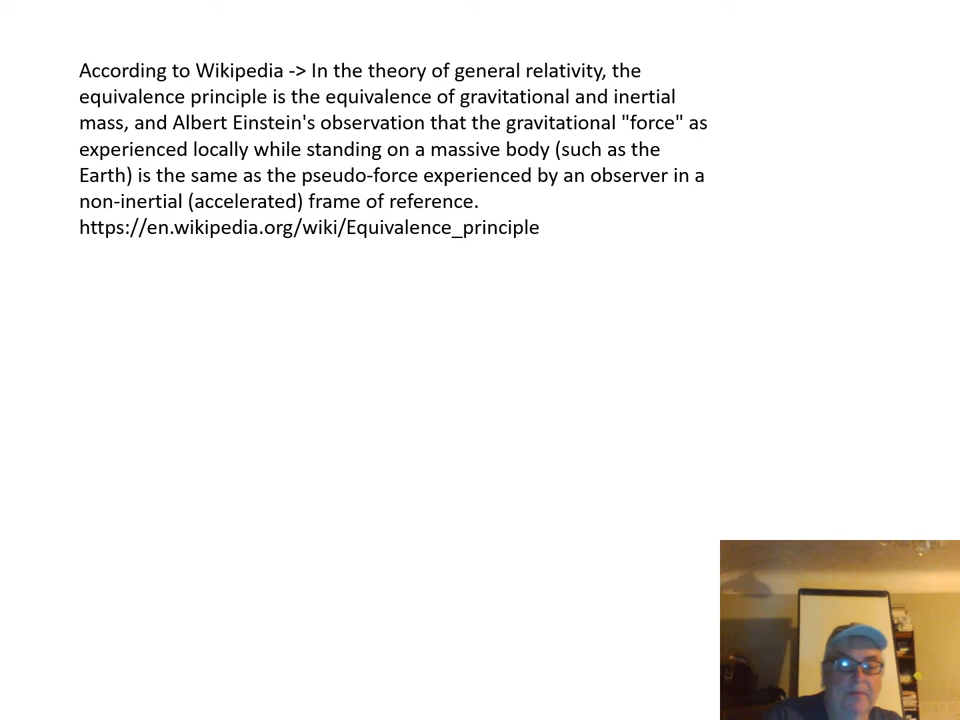 According to Wikipedia -> In the theory of general relativity, the
equivalence principle is the equivalence of gravitational and inertial
mass, and Albert Einstein's observation that the gravitational "force" as
experienced locally while standing on a massive body (such as the
Earth) is the same as the pseudo-force experienced by an observer in a
non-inertial (accelerated) frame of reference.
https://en.wikipedia.org/wiki/Equivalence_principle